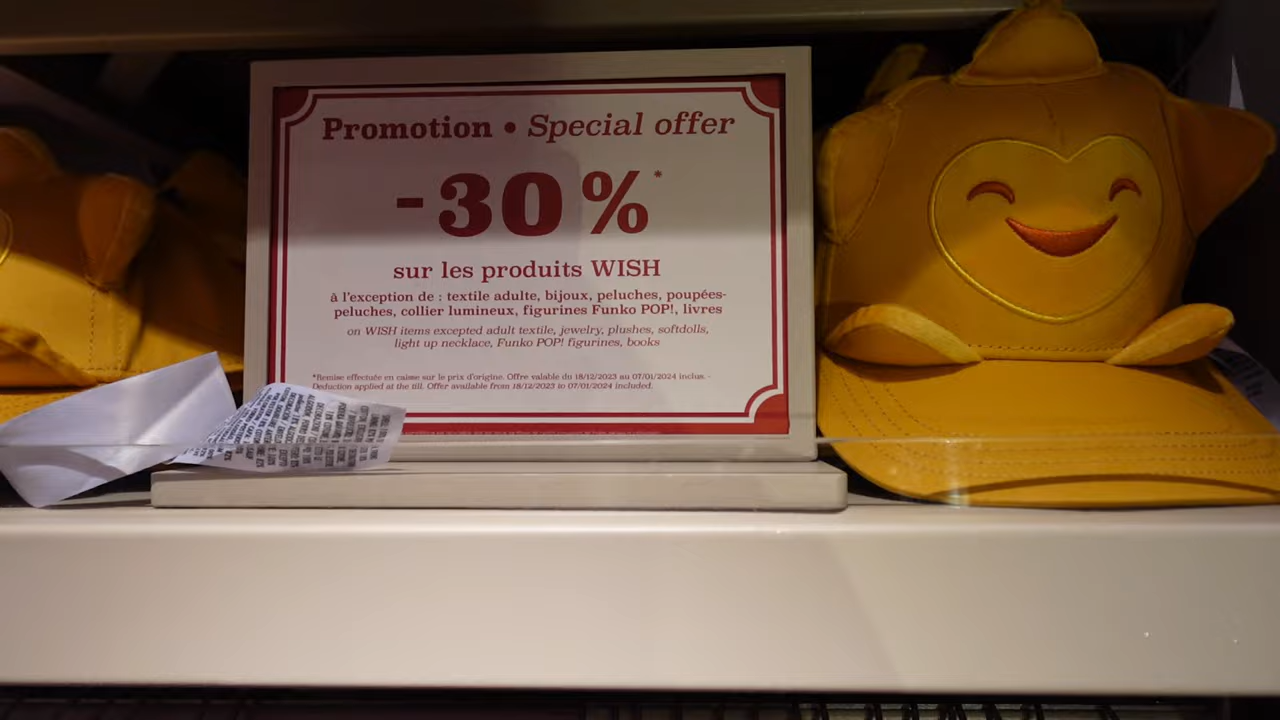 Promotion • Special offer
-30%*
sur les produits WISH
à l'exception de : textile adulte, bijoux, peluches, poupées-
peluches, collier lumineux, figurines Funko POP!, livres
on WISH items excepted adult textile, jewelry, plushes, softdolls,
light up necklace, Funko POP! figurines, books
*Remise effectuée en caisse sur le prix d'origine. Offre valable du 18/12/2023 au 07/01/2024 inclus. -
Deduction applied at the till. Offer available from 18/12/2023 to 07/01/2024 included.